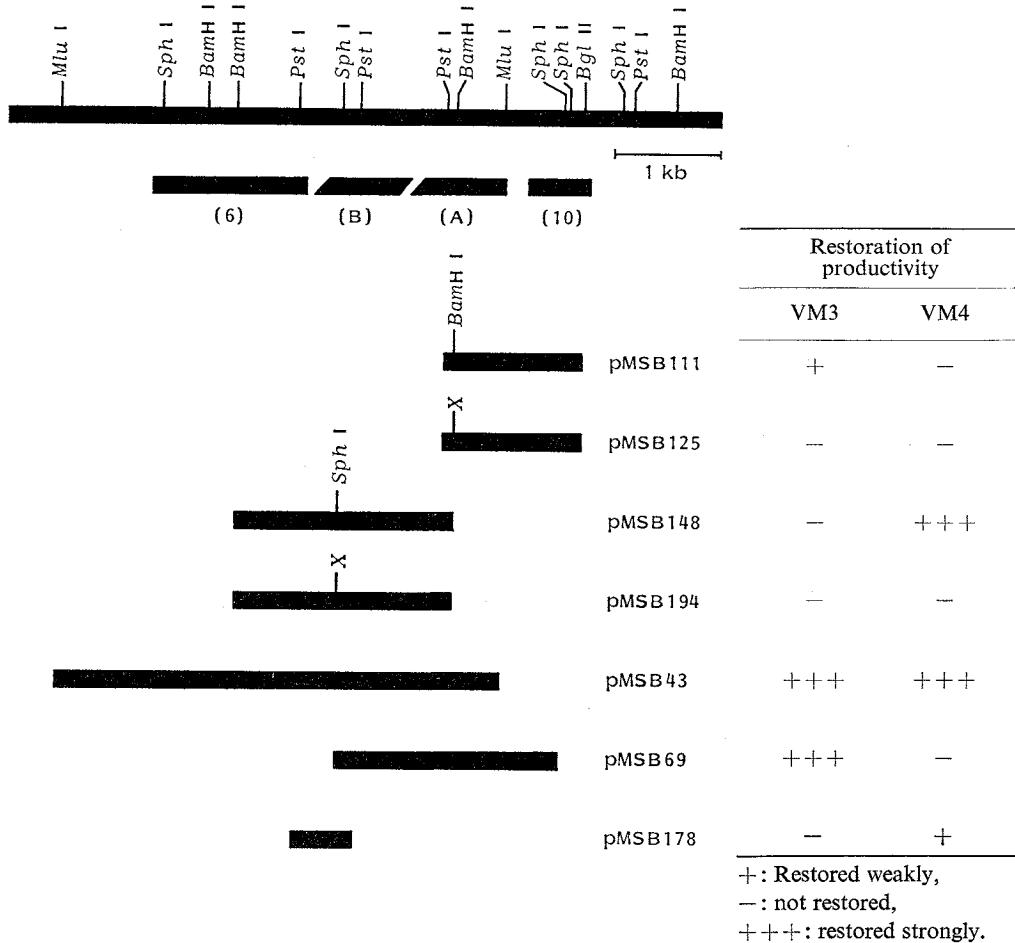 Mlu I
Sph I
BamH I
BamH I
Pst I
Sph I
Pst I
Pst I
BamH I
Mlu I
Sph I
Sph I
Bgl II
Sph I
Pst I
BamH I
1 kb
(6)
(B)
(A)
(10)
Restoration of
productivity
VM3 VM4
BamH I
pMSB111 + −
X
pMSB125 − −
Sph I
pMSB148 − +++
X
pMSB194 − −
pMSB43 +++ +++
pMSB69 +++ −
pMSB178 − +
+: Restored weakly,
−: not restored,
+++: restored strongly.